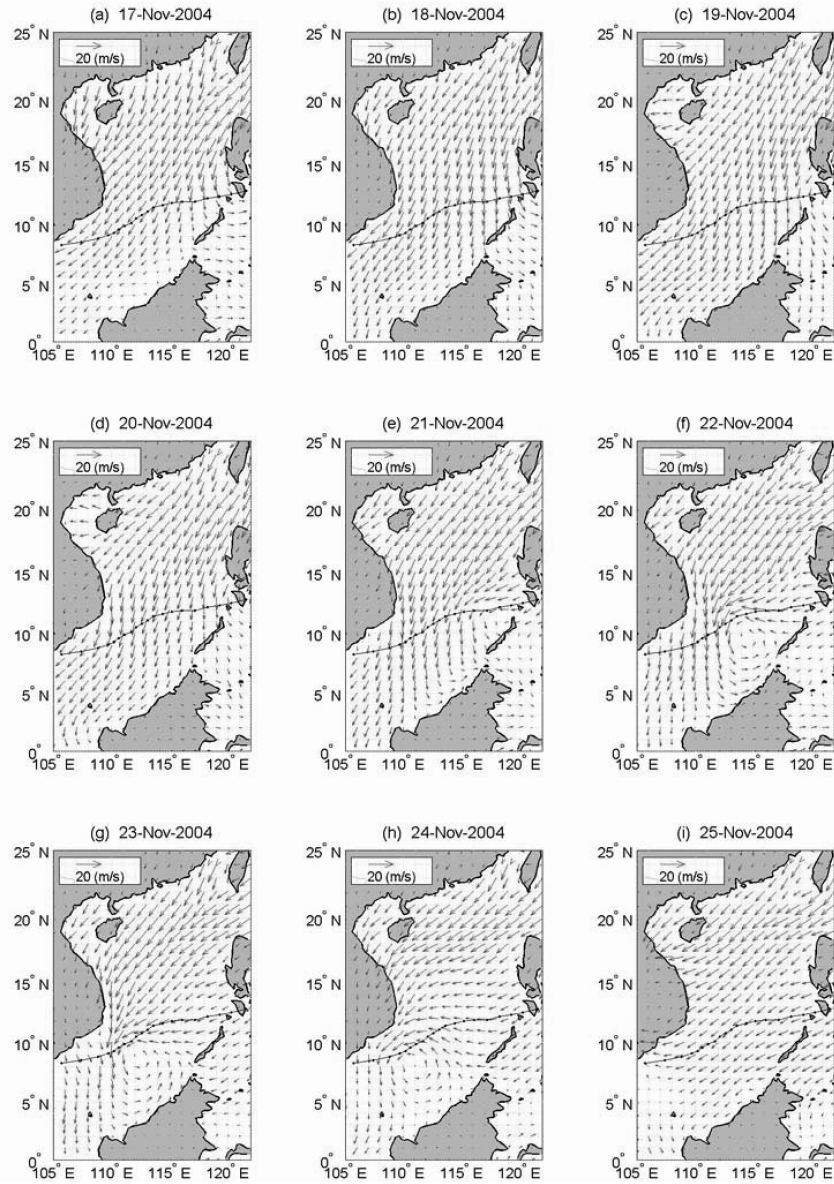 (a) 17-Nov-2004
(b) 18-Nov-2004
(c) 19-Nov-2004
25° N
20° N
15° N
10° N
5° N
0°
105° E 110° E 115° E 120° E
20 (m/s)
25° N
20° N
15° N
10° N
5° N
0°
105° E 110° E 115° E 120° E
20 (m/s)
25° N
20° N
15° N
10° N
5° N
0°
105° E 110° E 115° E 120° E
20 (m/s)
(d) 20-Nov-2004
(e) 21-Nov-2004
(f) 22-Nov-2004
25° N
20° N
15° N
10° N
5° N
0°
105° E 110° E 115° E 120° E
20 (m/s)
25° N
20° N
15° N
10° N
5° N
0°
105° E 110° E 115° E 120° E
20 (m/s)
25° N
20° N
15° N
10° N
5° N
0°
105° E 110° E 115° E 120° E
20 (m/s)
(g) 23-Nov-2004
(h) 24-Nov-2004
(i) 25-Nov-2004
25° N
20° N
15° N
10° N
5° N
0°
105° E 110° E 115° E 120° E
20 (m/s)
25° N
20° N
15° N
10° N
5° N
0°
105° E 110° E 115° E 120° E
20 (m/s)
25° N
20° N
15° N
10° N
5° N
0°
105° E 110° E 115° E 120° E
20 (m/s)